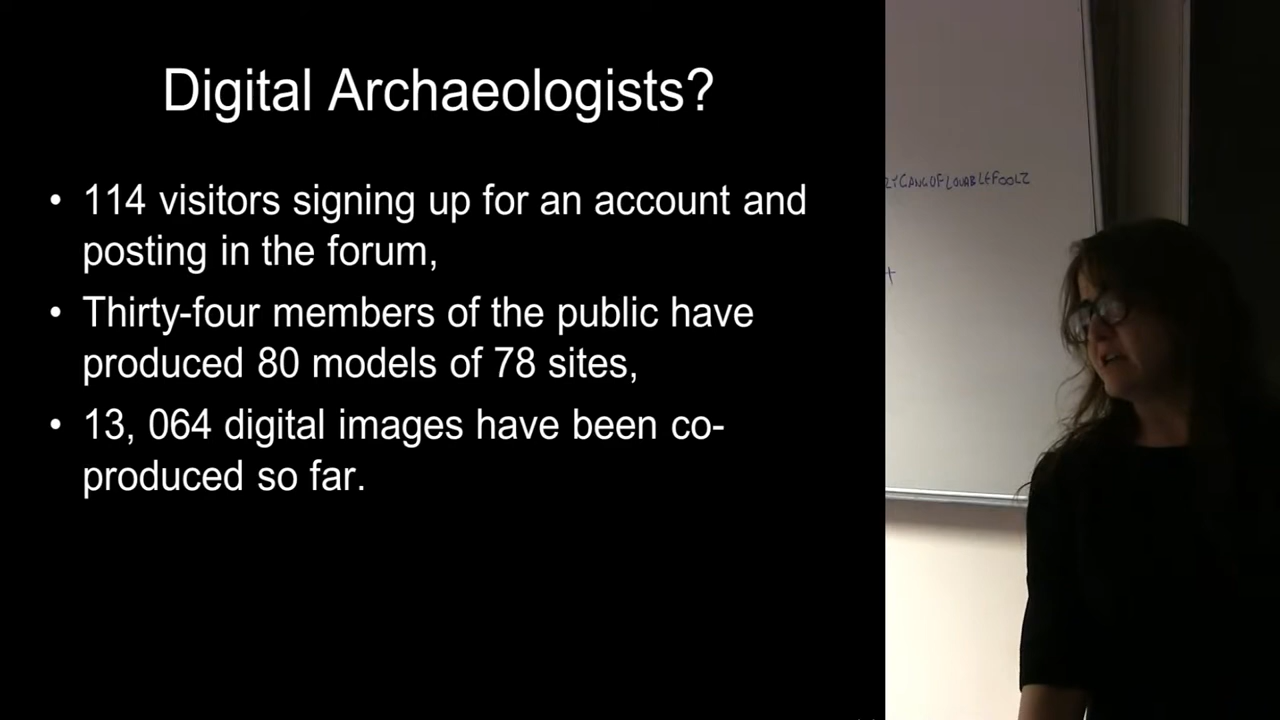 Digital Archaeologists?
• 114 visitors signing up for an account and
posting in the forum,
• Thirty-four members of the public have
produced 80 models of 78 sites,
• 13, 064 digital images have been co-
produced so far.